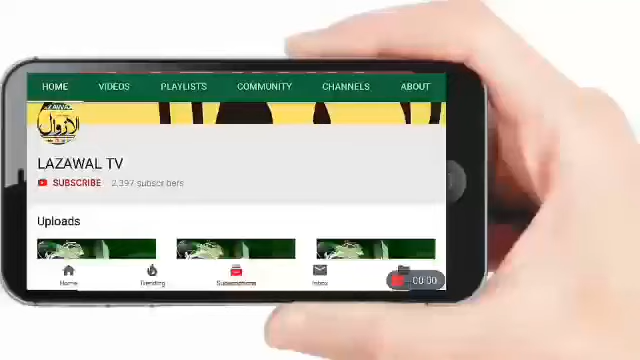 HOME VIDEOS PLAYLISTS COMMUNITY CHANNELS ABOUT
لازوال
LAZAWAL TV
SUBSCRIBE 2,397 subscribers
Uploads
Home Trending Subscriptions Inbox
00:00